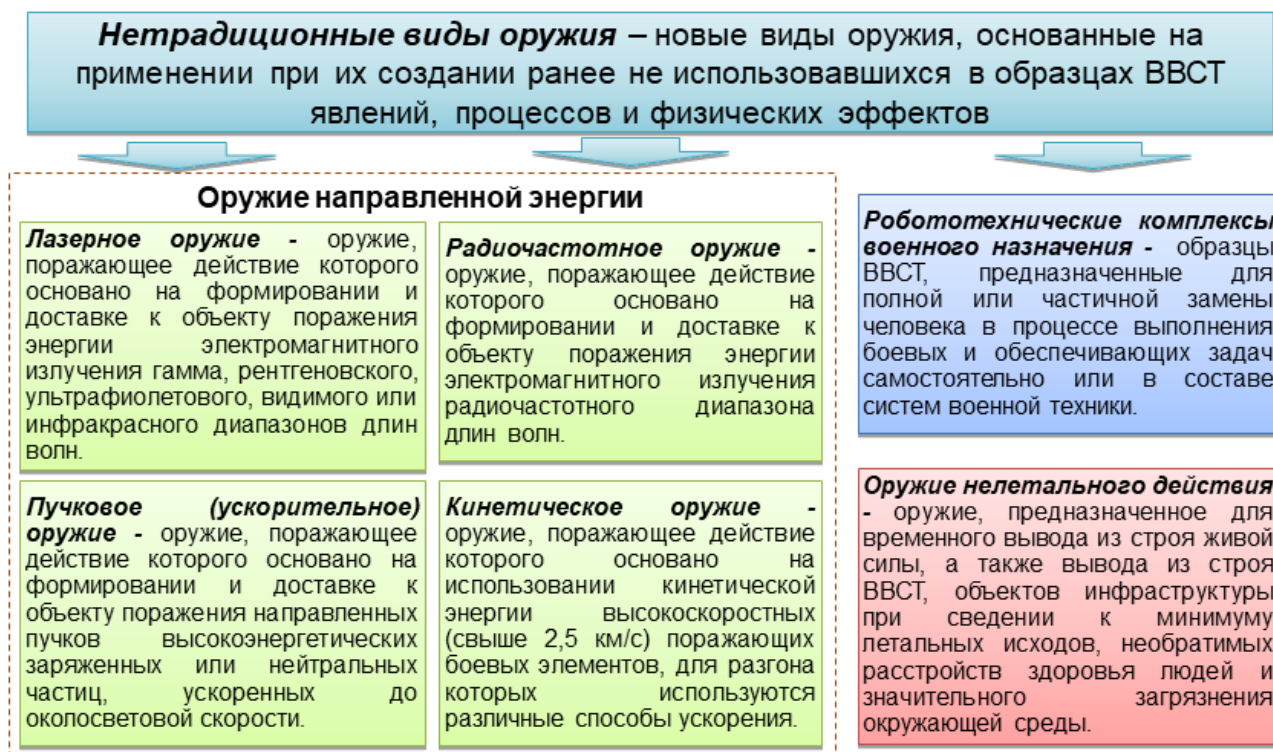 Нетрадиционные виды оружия – новые виды оружия, основанные на
применении при их создании ранее не использовавшихся в образцах ВВСТ
явлений, процессов и физических эффектов
Оружие направленной энергии
Лазерное оружие - оружие,
поражающее действие которого
основано на формировании и
доставке к объекту поражения
энергии электромагнитного
излучения гамма, рентгеновского,
ультрафиолетового, видимого или
инфракрасного диапазонов длин
волн.
Радиочастотное оружие -
оружие, поражающее действие
которого основано на
формировании и доставке к
объекту поражения энергии
электромагнитного излучения
радиочастотного диапазона
длин волн.
Пучковое (ускорительное)
оружие - оружие, поражающее
действие которого основано на
формировании и доставке к
объекту поражения направленных
пучков высокоэнергетических
заряженных или нейтральных
частиц, ускоренных до
околосветовой скорости.
Кинетическое оружие -
оружие, поражающее действие
которого основано на
использовании кинетической
энергии высокоскоростных
(свыше 2,5 км/с) поражающих
боевых элементов, для разгона
которых используются
различные способы ускорения.
Робототехнические комплексы
военного назначения - образцы
ВВСТ, предназначенные для
полной или частичной замены
человека в процессе выполнения
боевых и обеспечивающих задач
самостоятельно или в составе
систем военной техники.
Оружие нелетального действия
- оружие, предназначенное для
временного вывода из строя живой
силы, а также вывода из строя
ВВСТ, объектов инфраструктуры
при сведении к минимуму
летальных исходов, необратимых
расстройств здоровья людей и
значительного загрязнения
окружающей среды.